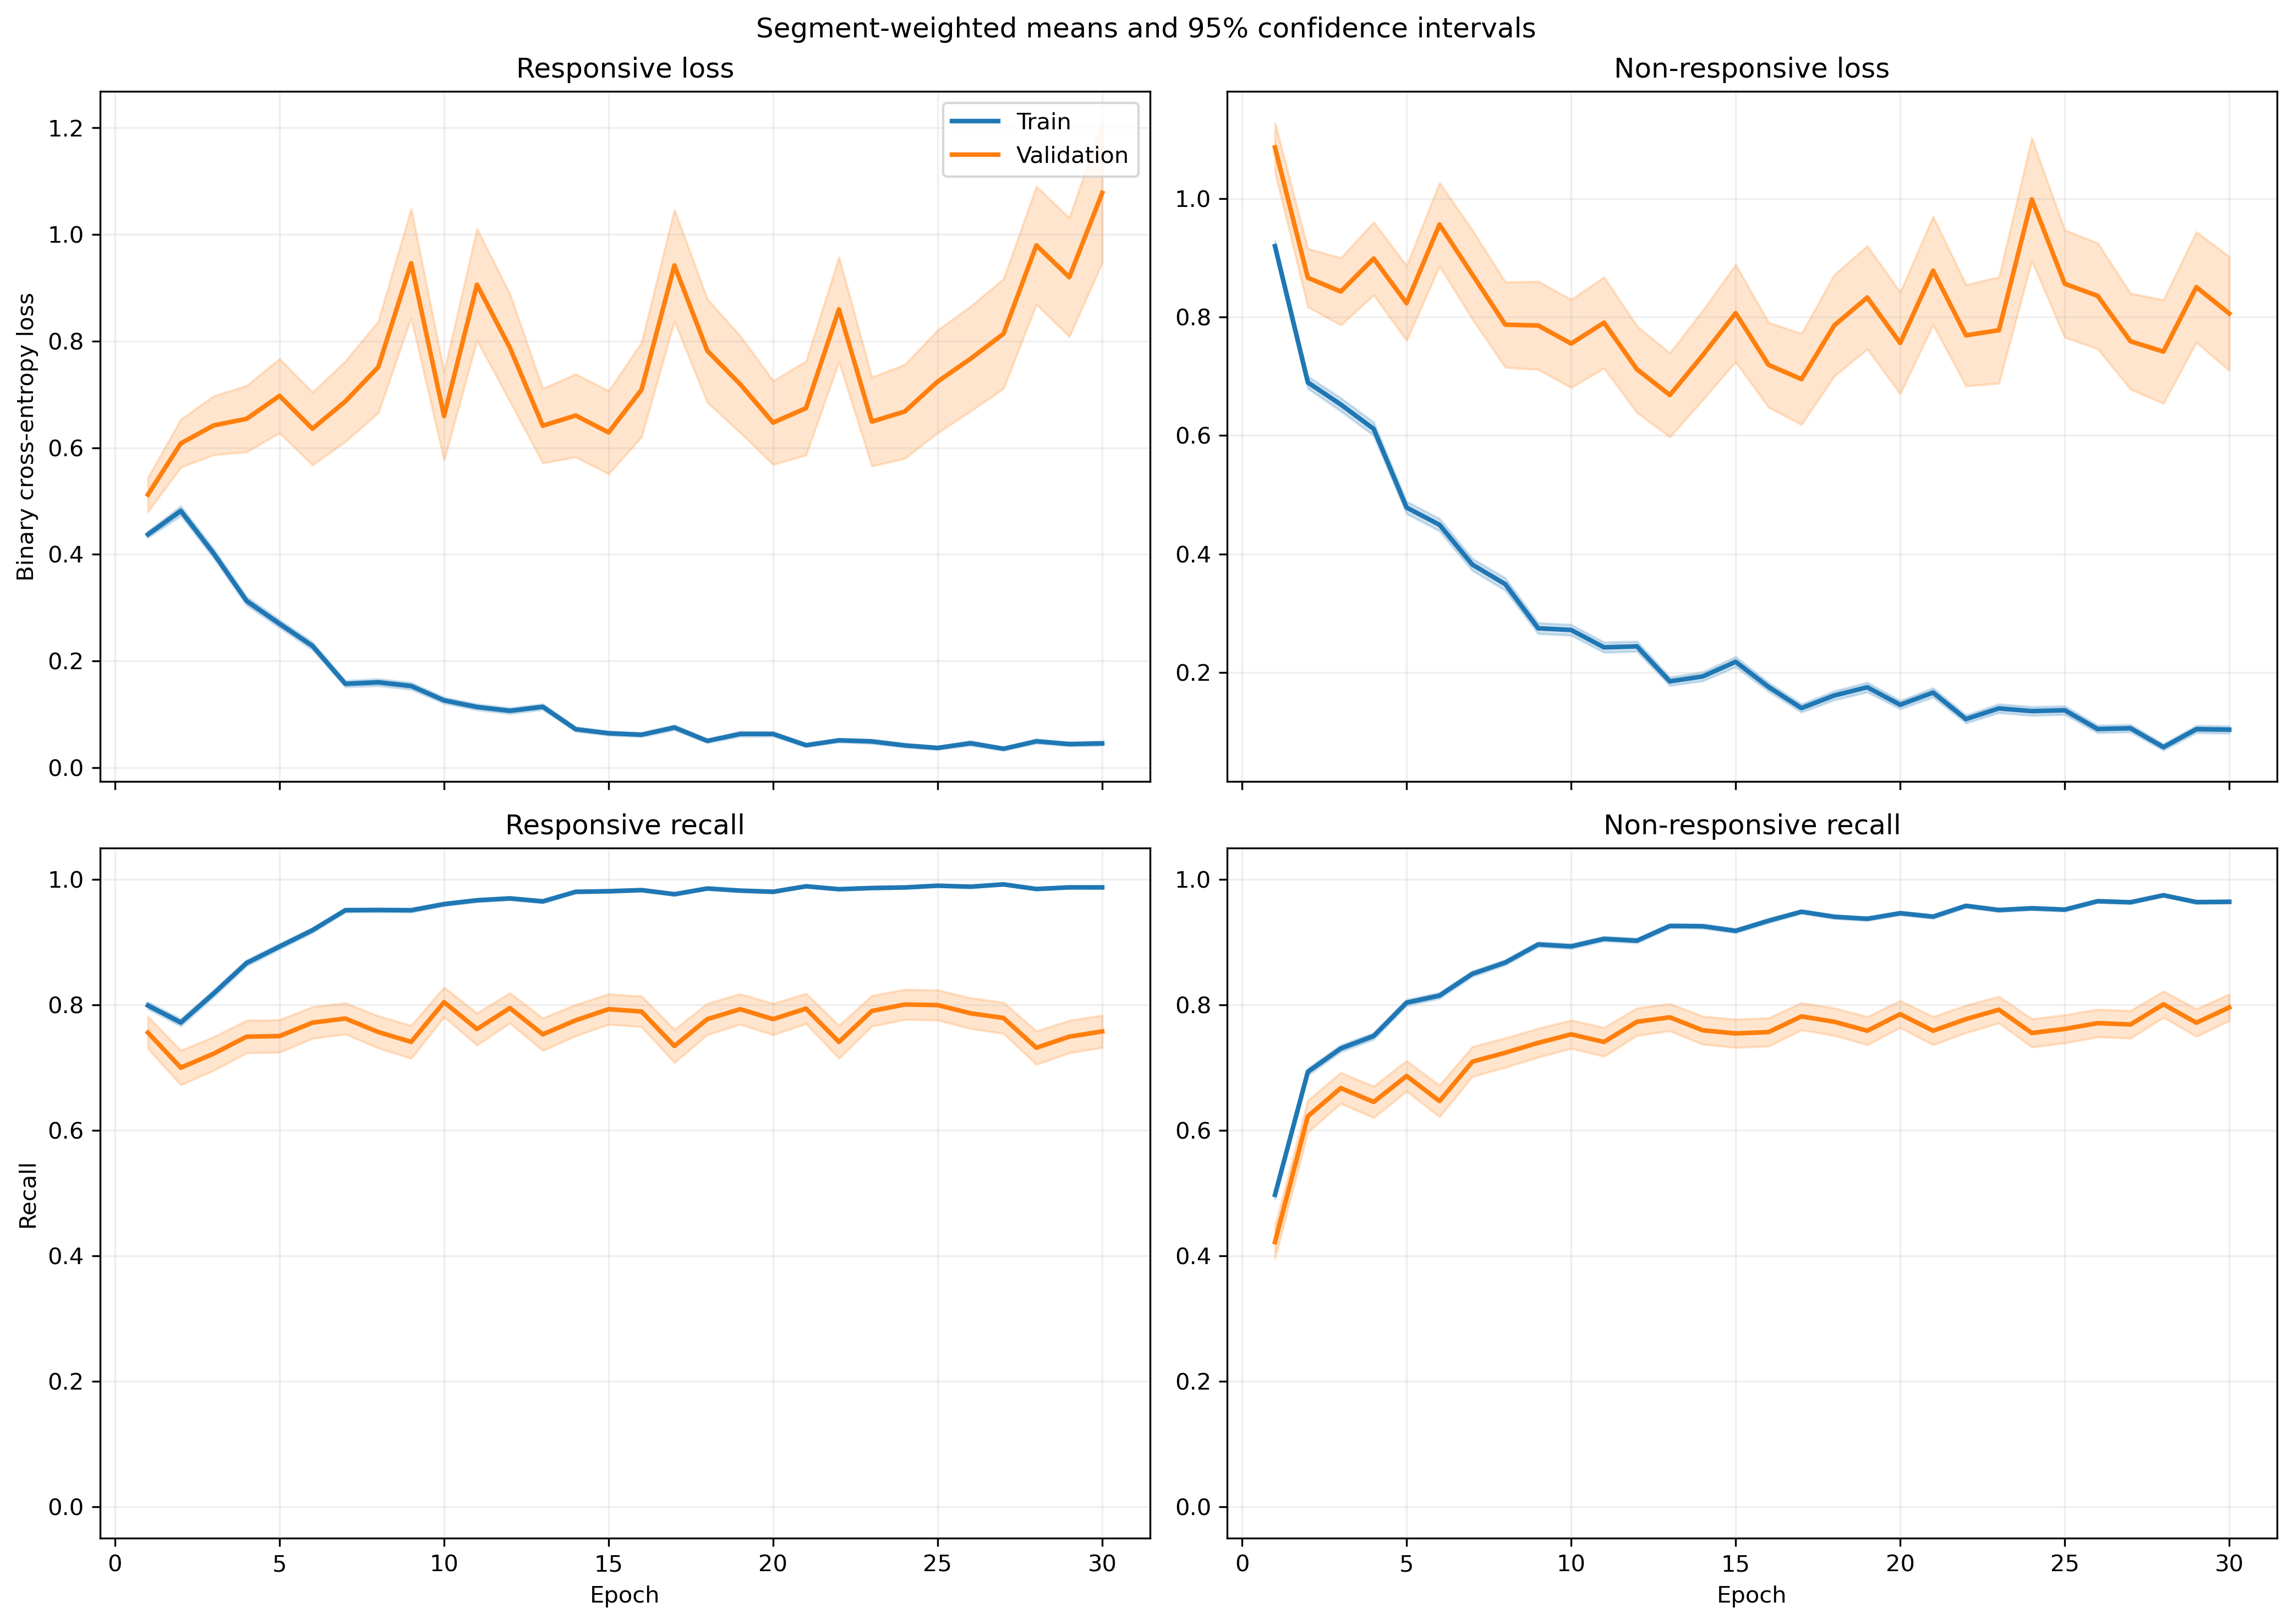 Segment-weighted means and 95% confidence intervals
Responsive loss
Non-responsive loss
Binary cross-entropy loss
1.2
1.0
0.8
0.6
0.4
0.2
0.0
Train
Validation
1.0
0.8
0.6
0.4
0.2
Responsive recall
Non-responsive recall
Recall
1.0
0.8
0.6
0.4
0.2
0.0
0 5 10 15 20 25 30
Epoch
1.0
0.8
0.6
0.4
0.2
0.0
0 5 10 15 20 25 30
Epoch